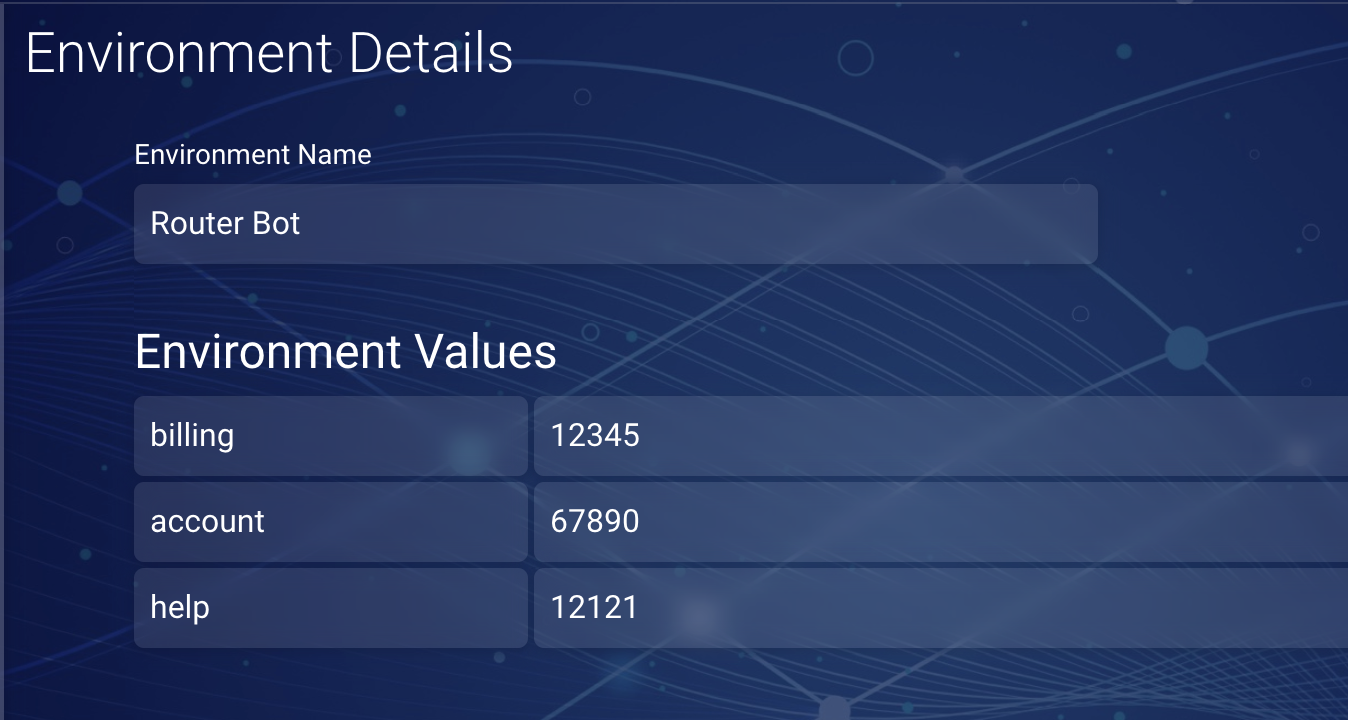 Environment Details
Environment Name
Router Bot
Environment Values
billing 12345
account 67890
help 12121